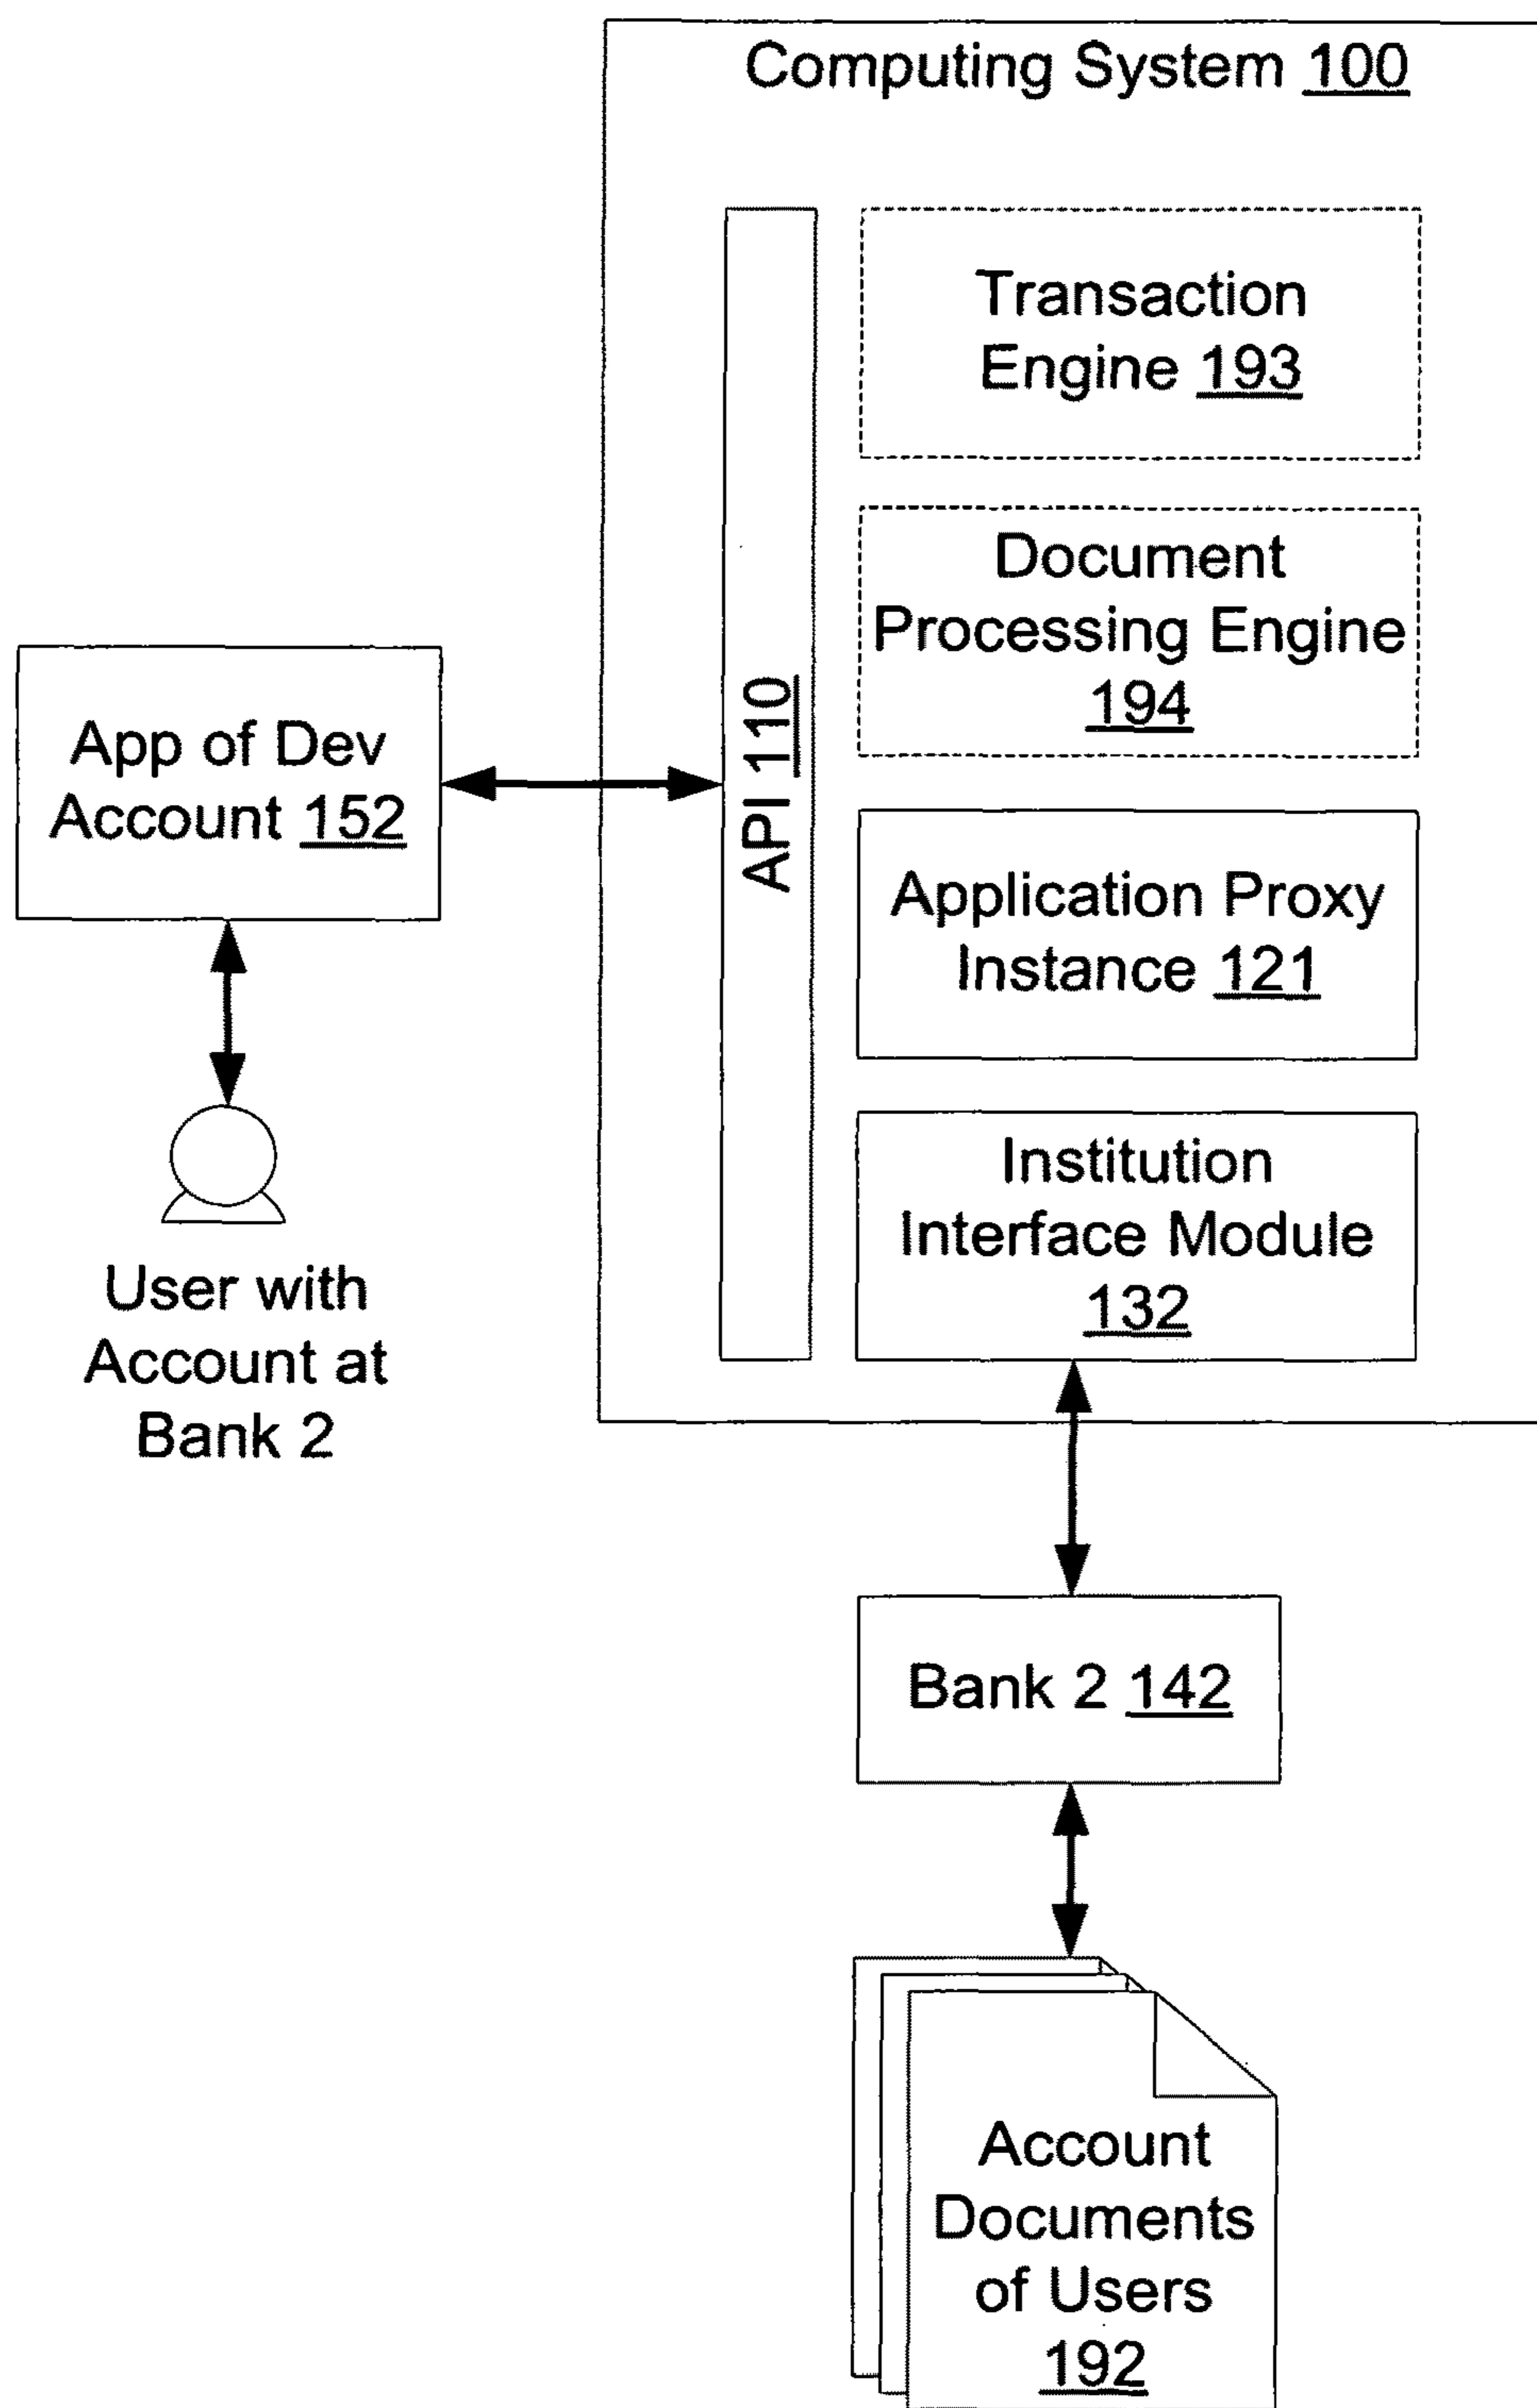 Computing System 100
Transaction
Engine 193
Document
Processing Engine
194
API 110
App of Dev
Account 152
Application Proxy
Instance 121
Institution
Interface Module
132
User with
Account at
Bank 2
Bank 2 142
Account
Documents
of Users
192